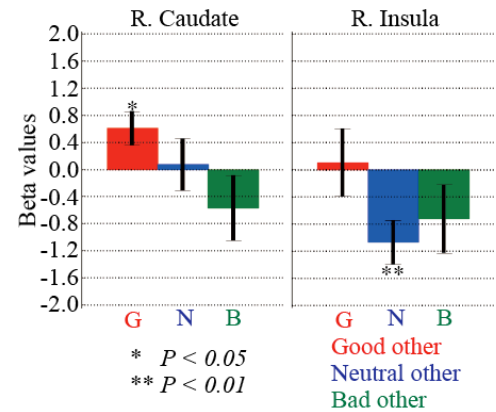 R. Caudate
R. Insula
Beta values
2.0
1.6
1.2
0.8
0.4
0.0
-0.4
-0.8
-1.2
-1.6
-2.0
*
**
G N B
G N B
* P < 0.05
** P < 0.01
Good other
Neutral other
Bad other